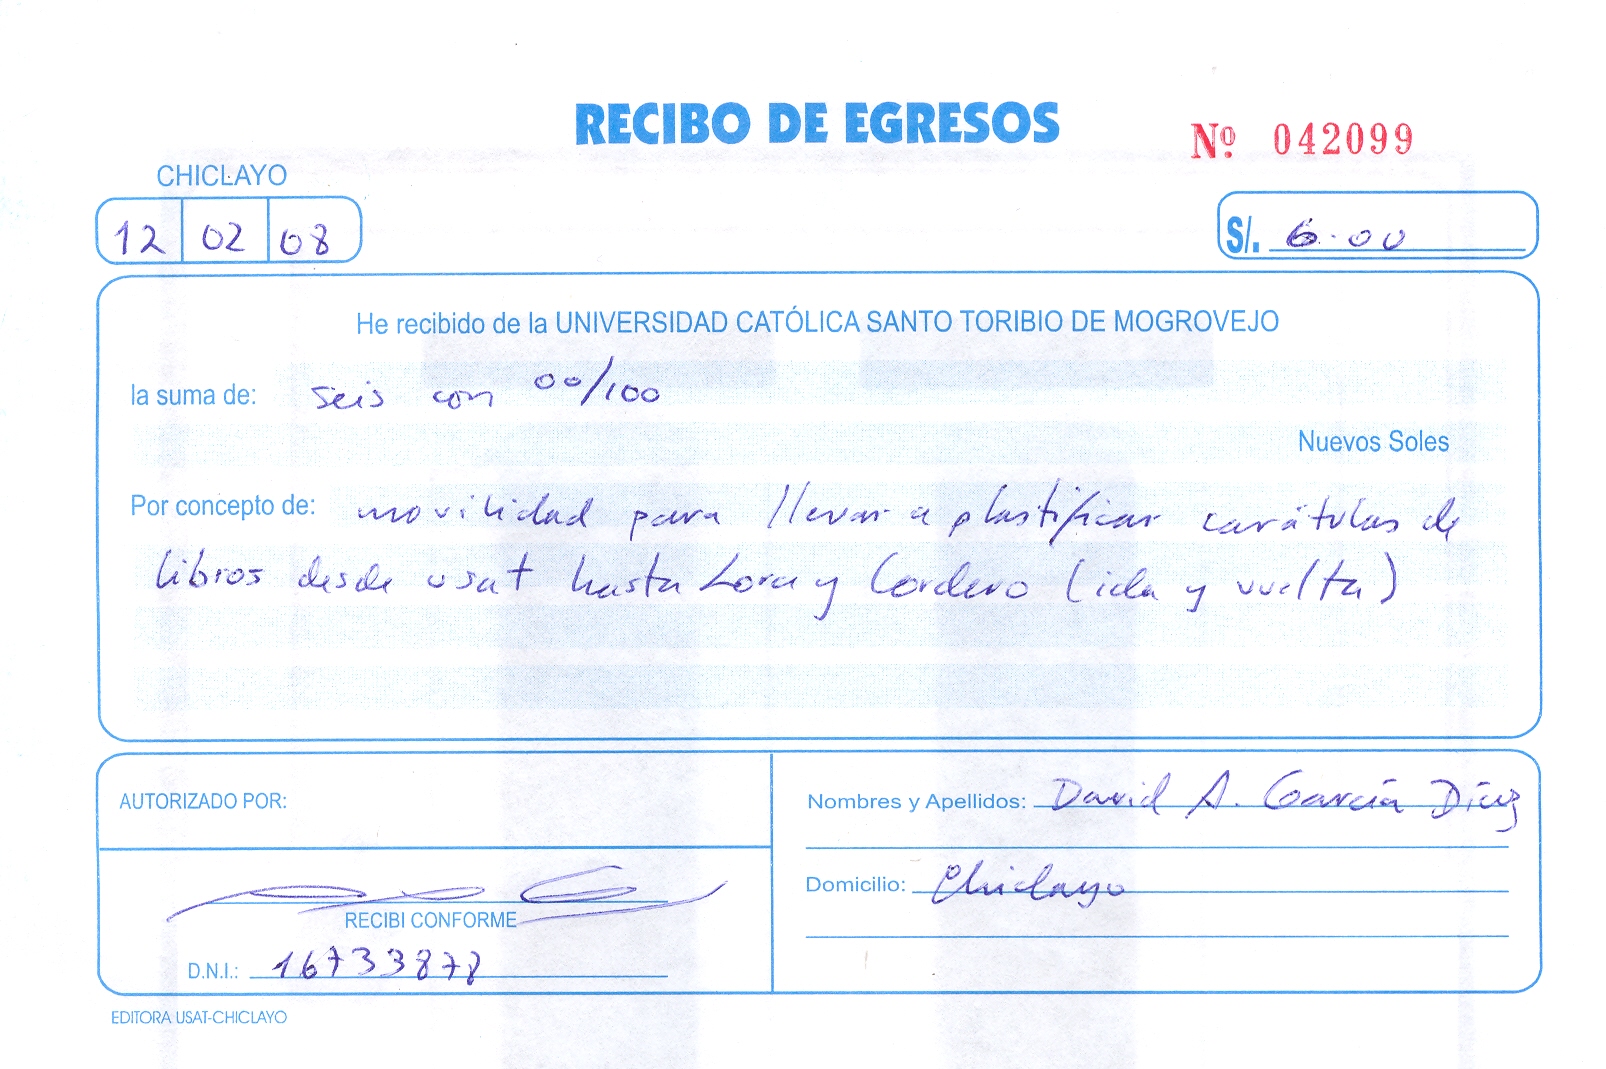 RECIBO DE EGRESOS
Nº 042099
CHICLAYO
12 02 08
S/. 6.00
He recibido de la UNIVERSIDAD CATÓLICA SANTO TORIBIO DE MOGROVEJO
la suma de: seis con 00/100
Nuevos Soles
Por concepto de: movilidad para llevar a plastificar carátulas de
libros desde usat hasta Lora y Cordero (ida y vuelta)
AUTORIZADO POR:
Nombres y Apellidos: David A. García Díaz
Domicilio: Chiclayo
RECIBI CONFORME
D.N.I.: 16733878
EDITORA USAT-CHICLAYO